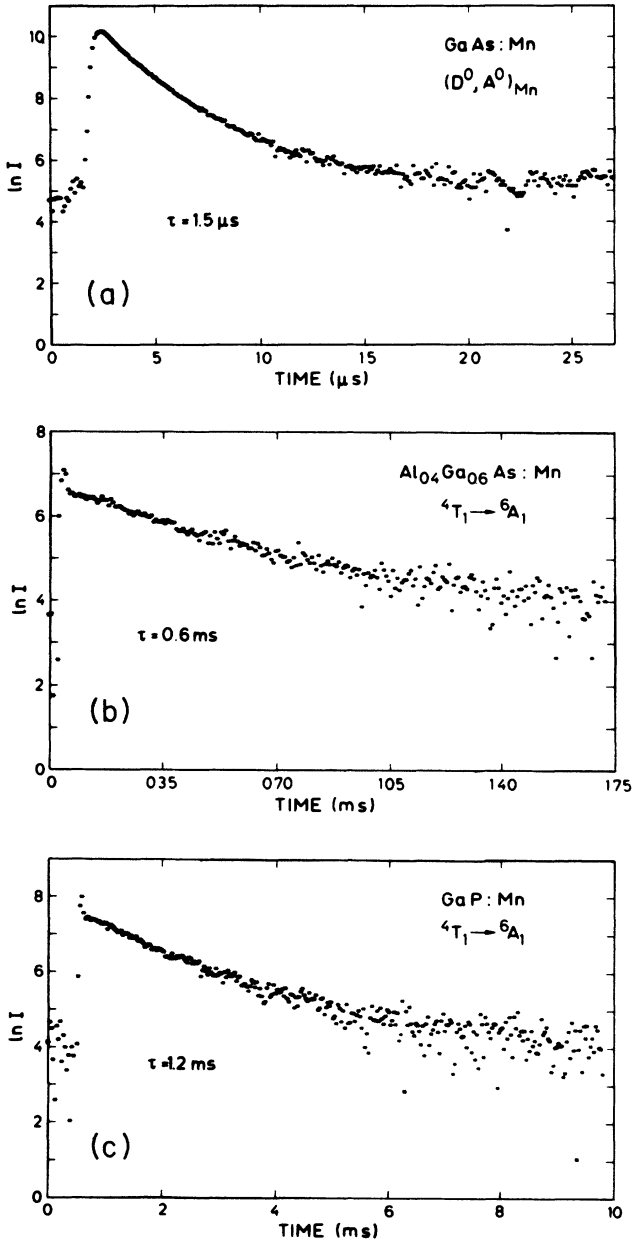 10
8
6
4
2
0
ln I
GaAs:Mn
(D⁰, A⁰)Mn
τ = 1.5 μs
(a)
0 5 10 15 20 25
TIME (μs)
8
6
4
2
0
ln I
Al04Ga06As:Mn
⁴T₁→⁶A₁
τ = 0.6 ms
(b)
0 035 070 105 140 175
TIME (ms)
8
6
4
2
0
ln I
GaP:Mn
⁴T₁→⁶A₁
τ = 1.2 ms
(c)
0 2 4 6 8 10
TIME (ms)